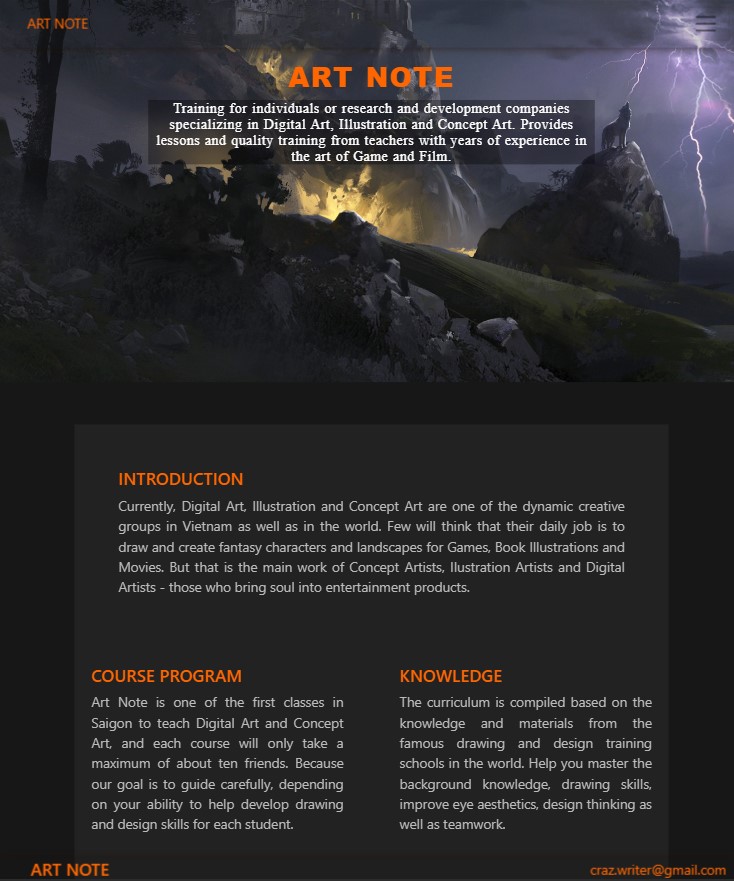 ART NOTE
ART NOTE
Training for individuals or research and development companies
specializing in Digital Art, Illustration and Concept Art. Provides
lessons and quality training from teachers with years of experience in
the art of Game and Film.
INTRODUCTION
Currently, Digital Art, Illustration and Concept Art are one of the dynamic creative
groups in Vietnam as well as in the world. Few will think that their daily job is to
draw and create fantasy characters and landscapes for Games, Book Illustrations and
Movies. But that is the main work of Concept Artists, Ilustration Artists and Digital
Artists - those who bring soul into entertainment products.
COURSE PROGRAM
Art Note is one of the first classes in
Saigon to teach Digital Art and Concept
Art, and each course will only take a
maximum of about ten friends. Because
our goal is to guide carefully, depending
on your ability to help develop drawing
and design skills for each student.
KNOWLEDGE
The curriculum is compiled based on the
knowledge and materials from the
famous drawing and design training
schools in the world. Help you master the
background knowledge, drawing skills,
improve eye aesthetics, design thinking as
well as teamwork.
ART NOTE
craz.writer@gmail.com